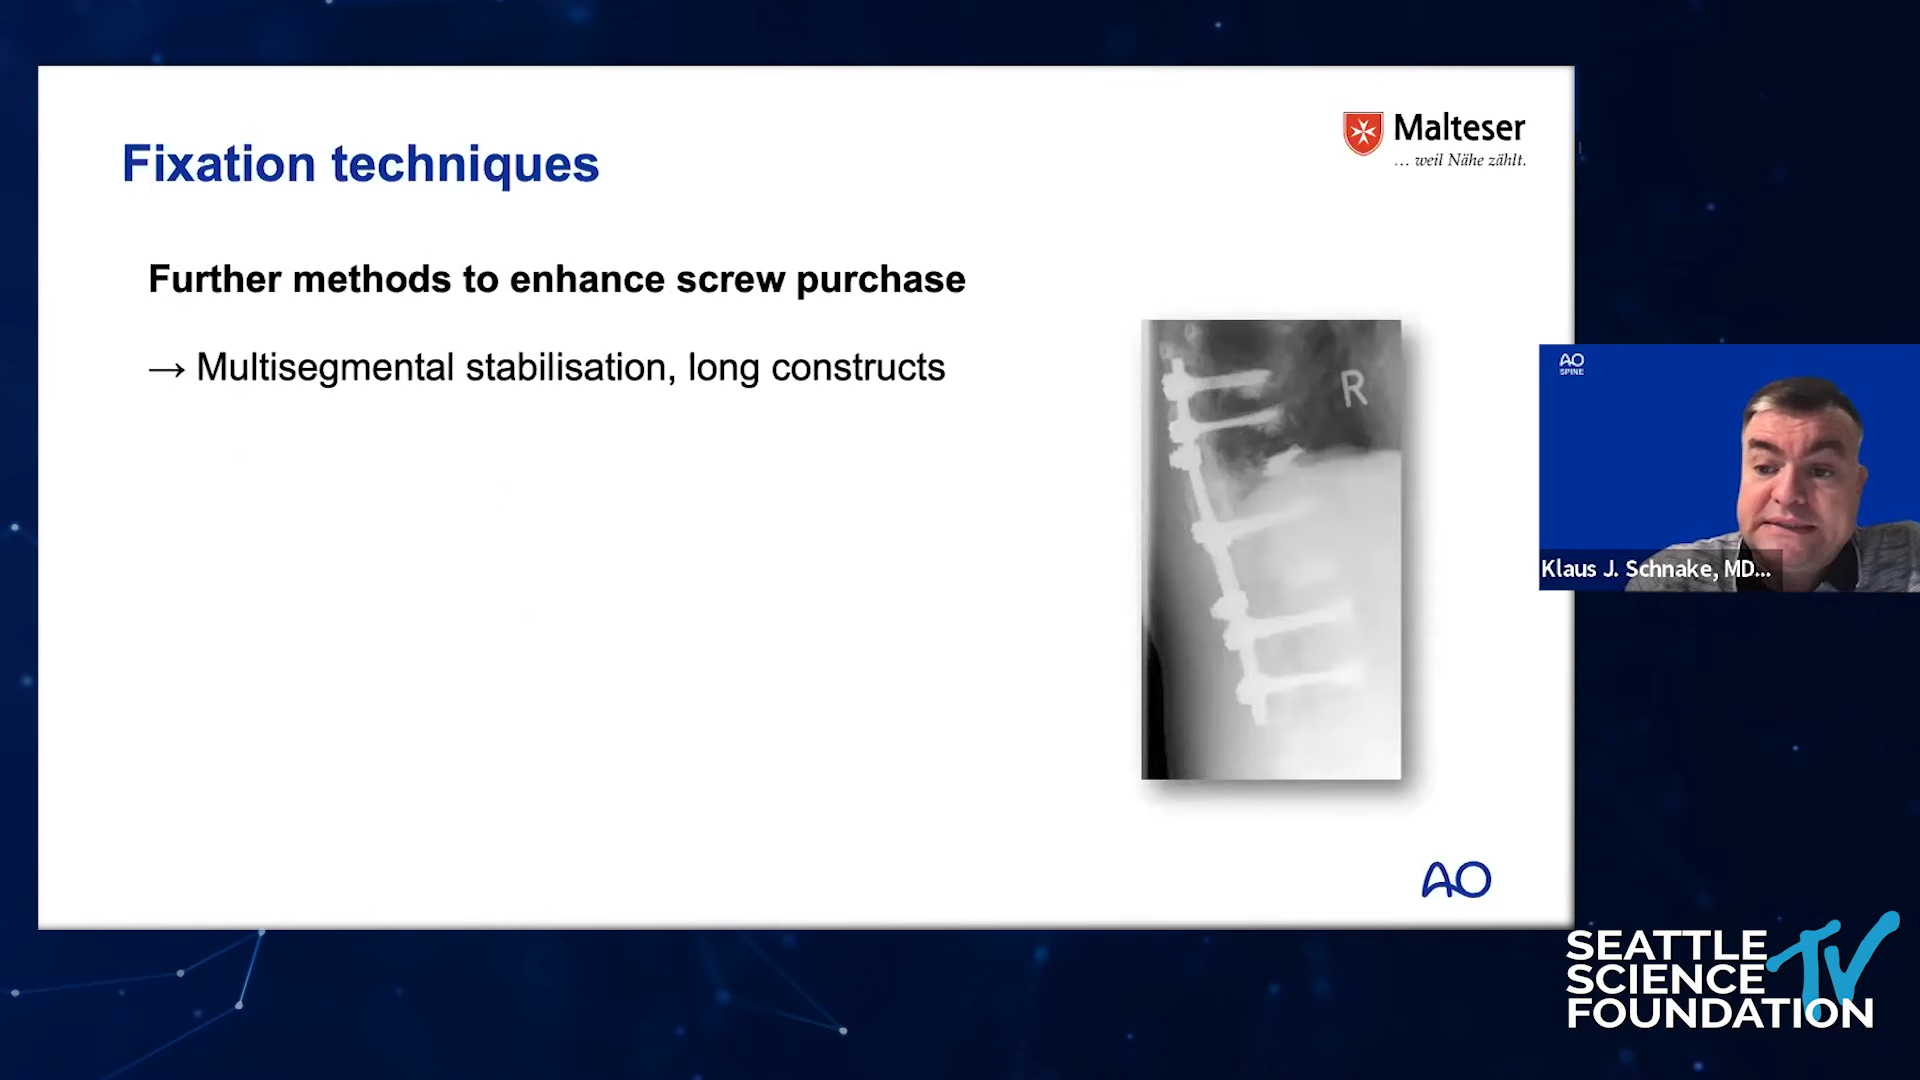 Malteser
... weil Nähe zählt.
Fixation techniques
Further methods to enhance screw purchase
→ Multisegmental stabilisation, long constructs
R
AO
SPINE
Klaus J. Schnake, MD...
AO
SEATTLE
SCIENCE TV
FOUNDATION